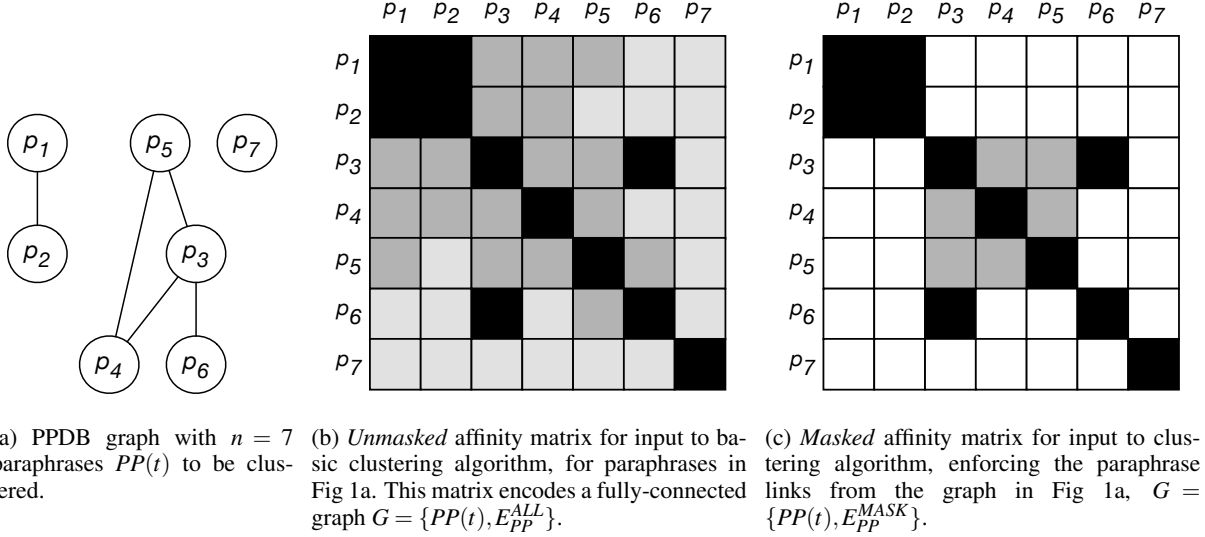 p1 p2 p3 p4 p5 p6 p7
p1 p2 p3 p4 p5 p6 p7
p1
p2
p3
p4
p5
p6
p7
p1
p2
p3
p4
p5
p6
p7
p1
p5
p7
p2
p3
p4
p6
a) PPDB graph with n = 7
paraphrases PP(t) to be clus-
tered.
(b) Unmasked affinity matrix for input to ba-
sic clustering algorithm, for paraphrases in
Fig 1a. This matrix encodes a fully-connected
graph G = {PP(t), E_PP^ALL}.
(c) Masked affinity matrix for input to clus-
tering algorithm, enforcing the paraphrase
links from the graph in Fig 1a, G =
{PP(t), E_PP^MASK}.